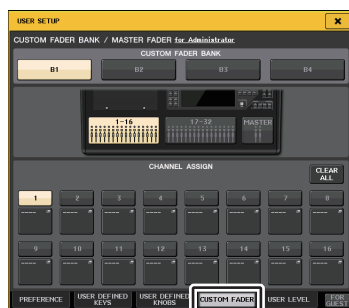 USER SETUP
CUSTOM FADER BANK / MASTER FADER for Administrator
CUSTOM FADER BANK
B1 B2 B3 B4
1-16 17-32 MASTER
CHANNEL ASSIGN
CLEAR ALL
1 2 3 4 5 6 7 8
---- ---- ---- ---- ---- ---- ---- ----
9 10 11 12 13 14 15 16
---- ---- ---- ---- ---- ---- ---- ----
PREFERENCE USER DEFINED KEYS USER DEFINED KNOBS CUSTOM FADER USER LEVEL FOR GUEST